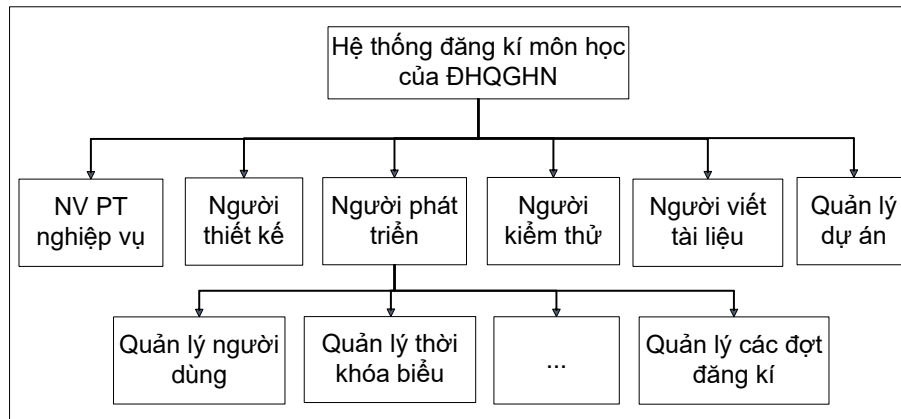 Hệ thống đăng kí môn học
của ĐHQGHN
NV PT
nghiệp vụ
Người
thiết kế
Người phát
triển
Người
kiểm thử
Người viết
tài liệu
Quản lý
dự án
Quản lý người
dùng
Quản lý thời
khóa biểu
...
Quản lý các đợt
đăng kí